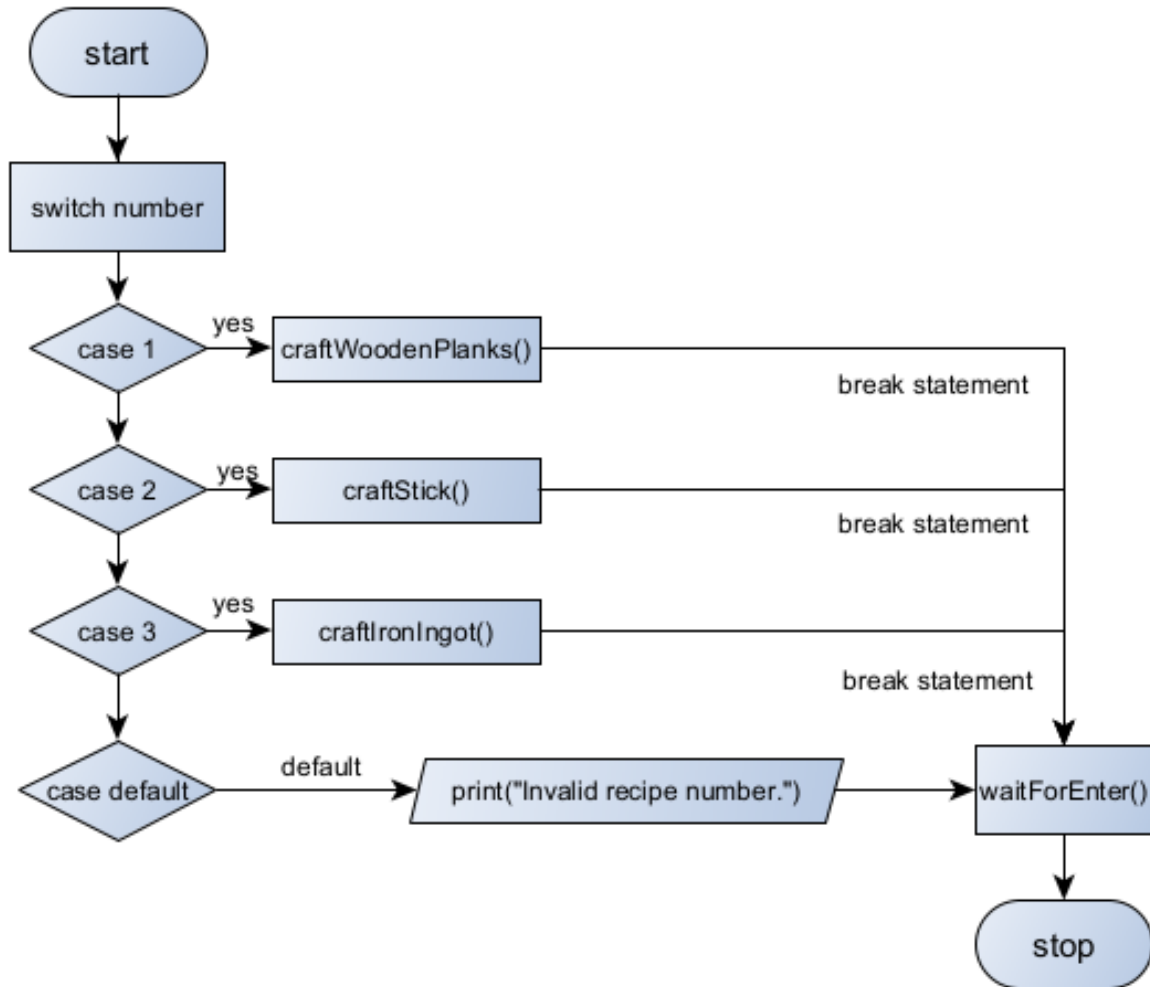 start
switch number
case 1
yes
craftWoodenPlanks()
break statement
case 2
yes
craftStick()
break statement
case 3
yes
craftIronIngot()
break statement
case default
default
print("Invalid recipe number.")
waitForEnter()
stop